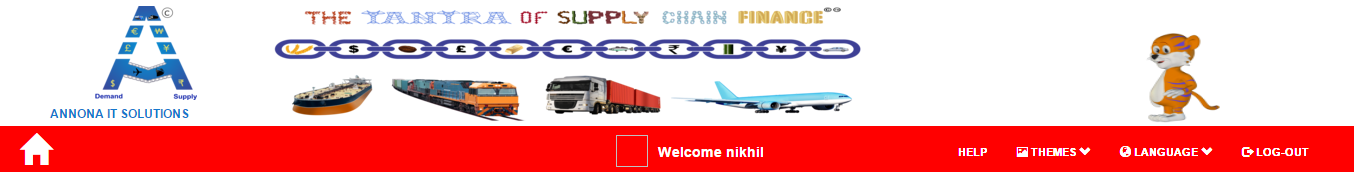 ©
THE YANTRA OF SUPPLY CHAIN FINANCE©©
€ ₩
£ ¥
$ ₹
$ £ € ₹ ¥
Demand Supply
ANNONA IT SOLUTIONS
Welcome nikhil
HELP THEMES LANGUAGE LOG-OUT